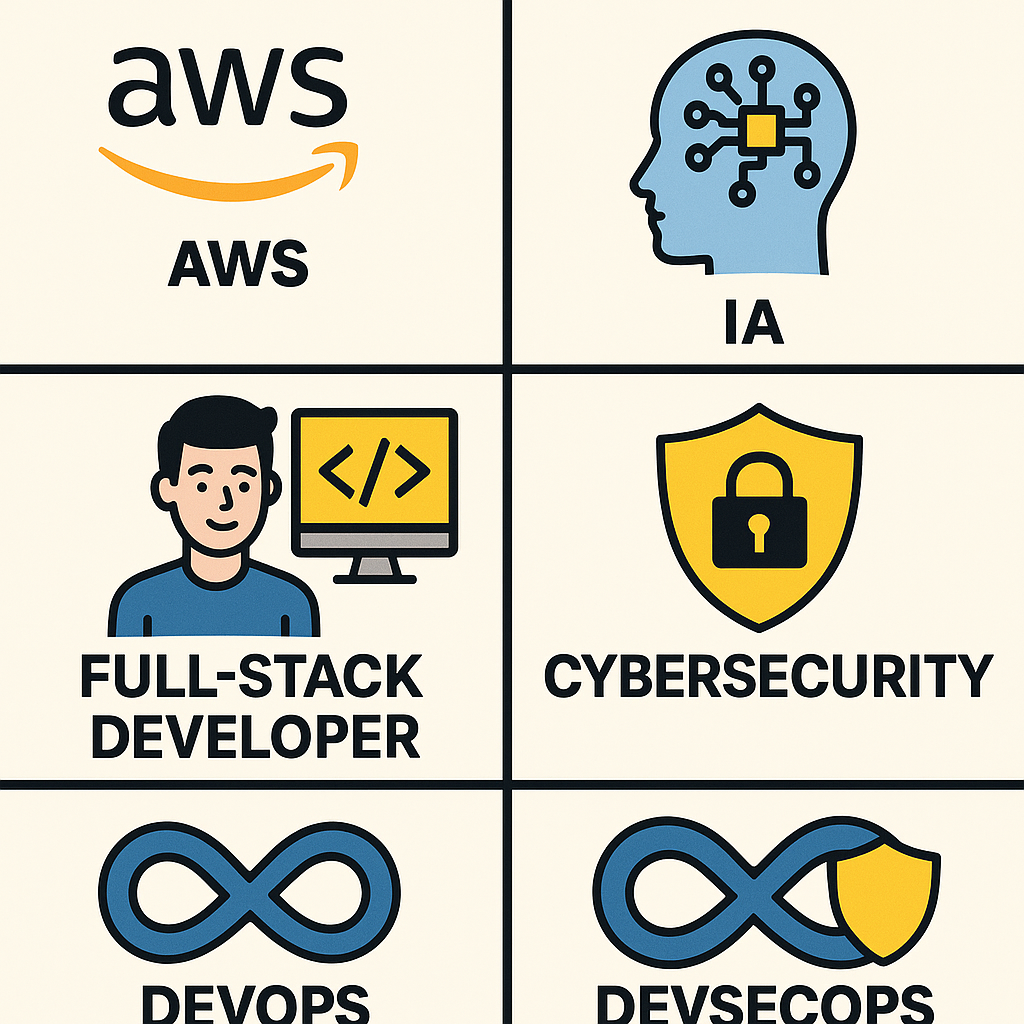 aws
AWS
IA
</>
FULL-STACK
DEVELOPER
CYBERSECURITY
DEVOPS
DEVSECOPS